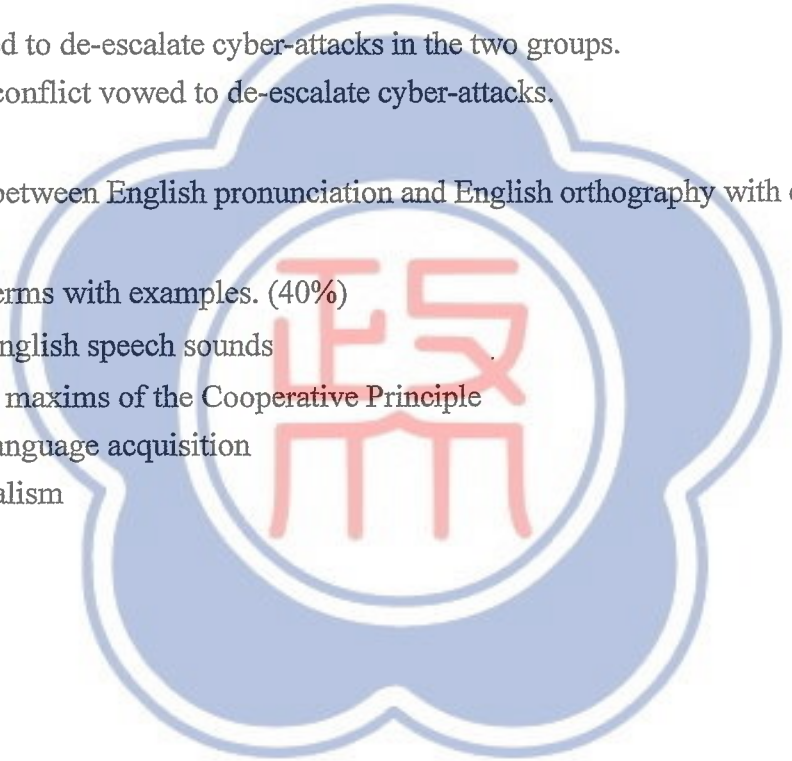 d to de-escalate cyber-attacks in the two groups.
conflict vowed to de-escalate cyber-attacks.
between English pronunciation and English orthography with
erms with examples. (40%)
nglish speech sounds
maxims of the Cooperative Principle
anguage acquisition
alism
政大